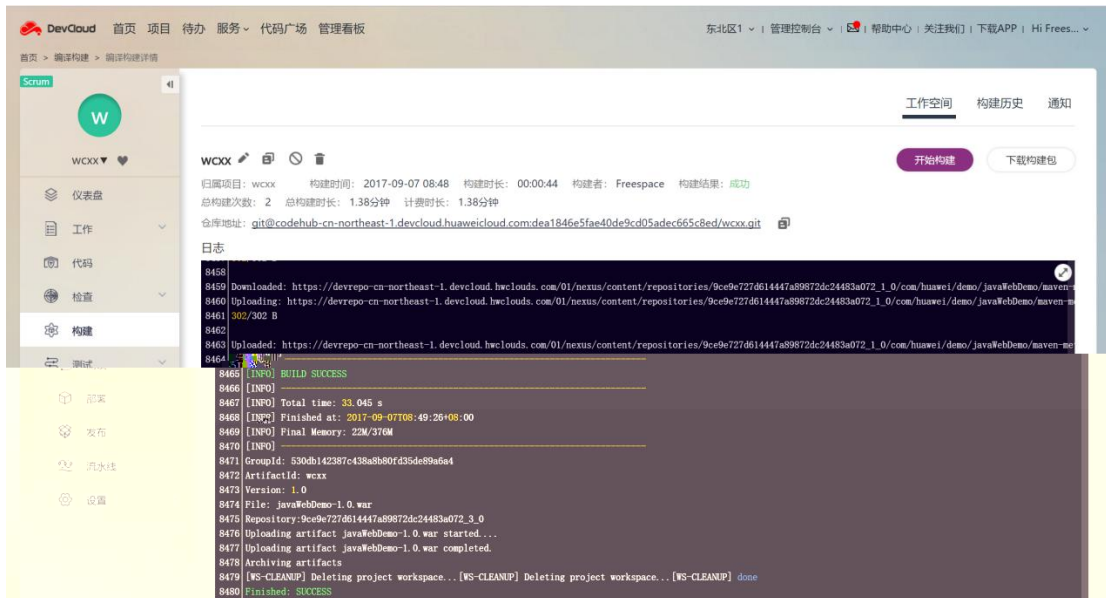 DevCloud 首页 项目 待办 服务 代码广场 管理看板 东北区1 管理控制台 帮助中心 关注我们 下载APP Hi Frees...
首页 > 编译构建 > 编译构建详情
Scrum
W
wcxx
仪表盘
工作
代码
检查
构建
测试
部署
发布
流水线
设置
工作空间 构建历史 通知
wcxx 开始构建 下载构建包
归属项目: wcxx 构建时间: 2017-09-07 08:48 构建时长: 00:00:44 构建者: Freespace 构建结果: 成功
总构建次数: 2 总构建时长: 1.38分钟 计费时长: 1.38分钟
仓库地址: git@codehub-cn-northeast-1.devcloud.huaweicloud.com:dea1846e5fae40de9cd05adec665c8ed/wcxx.git
日志
8458
8459 Downloaded: https://devrepo-cn-northeast-1.devcloud.hwclouds.com/01/nexus/content/repositories/9ce9e727d614447a89872dc24483a072_1_0/com/huawei/demo/javaWebDemo/maven-m
8460 Uploading: https://devrepo-cn-northeast-1.devcloud.hwclouds.com/01/nexus/content/repositories/9ce9e727d614447a89872dc24483a072_1_0/com/huawei/demo/javaWebDemo/maven-m
8461 302/302 B
8462
8463 Uploaded: https://devrepo-cn-northeast-1.devcloud.hwclouds.com/01/nexus/content/repositories/9ce9e727d614447a89872dc24483a072_1_0/com/huawei/demo/javaWebDemo/maven-me
8464
8465 [INFO] BUILD SUCCESS
8466 [INFO] ------------------------------------------------------------------------
8467 [INFO] Total time: 33.045 s
8468 [INFO] Finished at: 2017-09-07T08:49:26+08:00
8469 [INFO] Final Memory: 22M/376M
8470 [INFO] ------------------------------------------------------------------------
8471 GroupId: 530db142387c438a8b80fd35de89a6a4
8472 ArtifactId: wcxx
8473 Version: 1.0
8474 File: javaWebDemo-1.0.war
8475 Repository:9ce9e727d614447a89872dc24483a072_3_0
8476 Uploading artifact javaWebDemo-1.0.war started....
8477 Uploading artifact javaWebDemo-1.0.war completed.
8478 Archiving artifacts
8479 [WS-CLEANUP] Deleting project workspace...[WS-CLEANUP] Deleting project workspace...[WS-CLEANUP] done
8480 Finished: SUCCESS